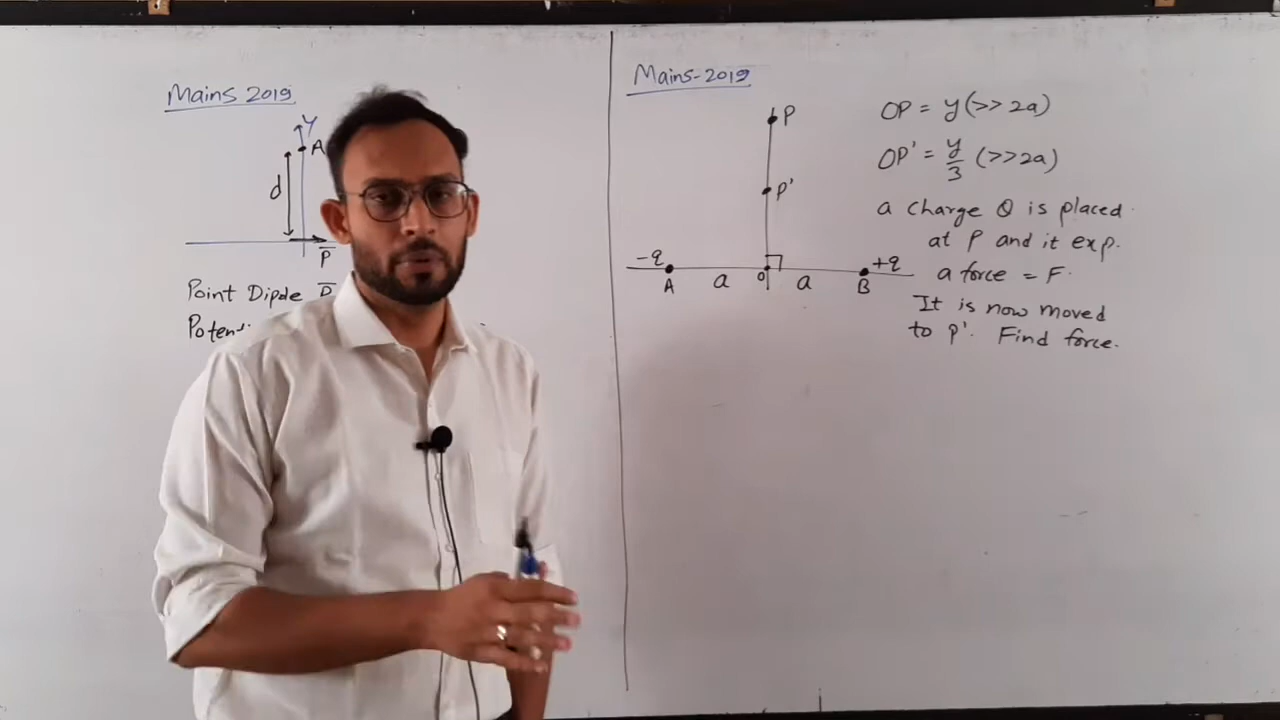 Mains 2019
Y
A
d
P
Point Dipole
Mains-2019
P
P'
-q
+q
A
a
O
a
B
OP = y (>> 2a)
OP' = y/3 (>> 2a)
a charge Q is placed
at P and it exp.
a force = F.
It is now moved
to P'. Find force.